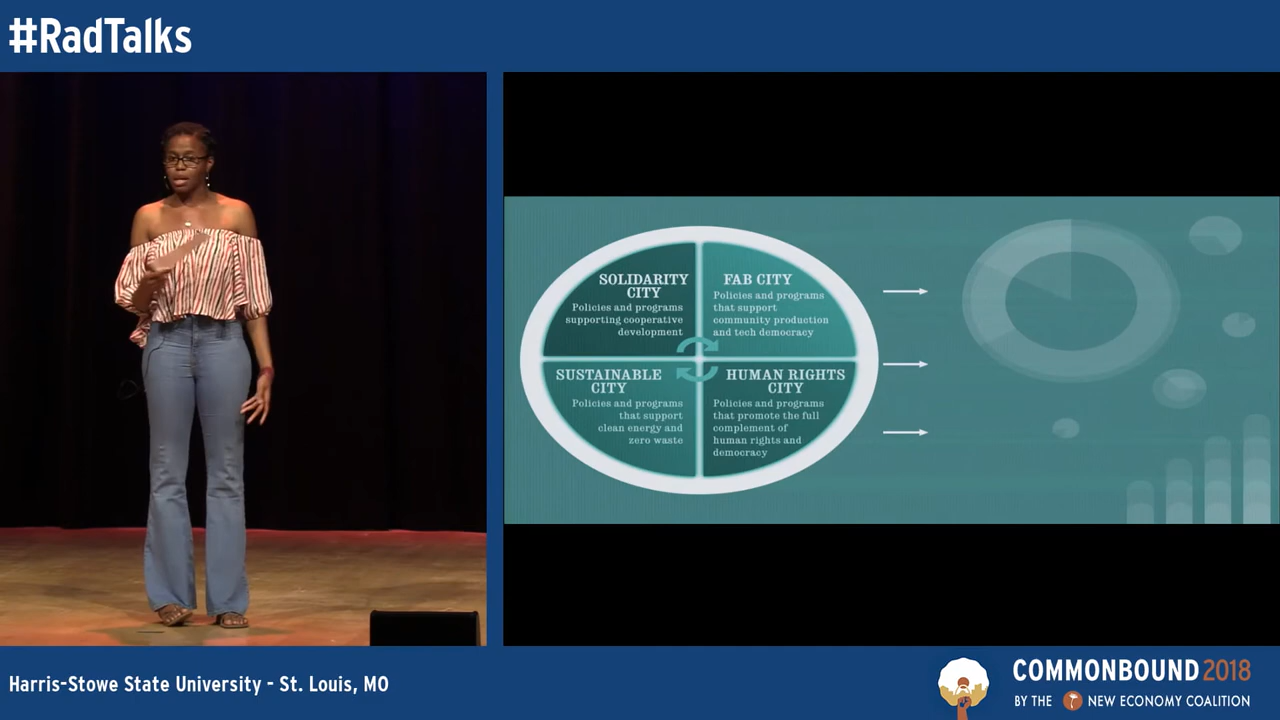 #RadTalks
SOLIDARITY
CITY
Policies and programs
supporting cooperative
development
FAB CITY
Policies and programs
that support
community production
and tech democracy
SUSTAINABLE
CITY
Policies and programs
that support
clean energy and
zero waste
HUMAN RIGHTS
CITY
Policies and programs
that promote the full
complement of
human rights and
democracy
Harris-Stowe State University - St. Louis, MO
COMMONBOUND 2018
BY THE NEW ECONOMY COALITION